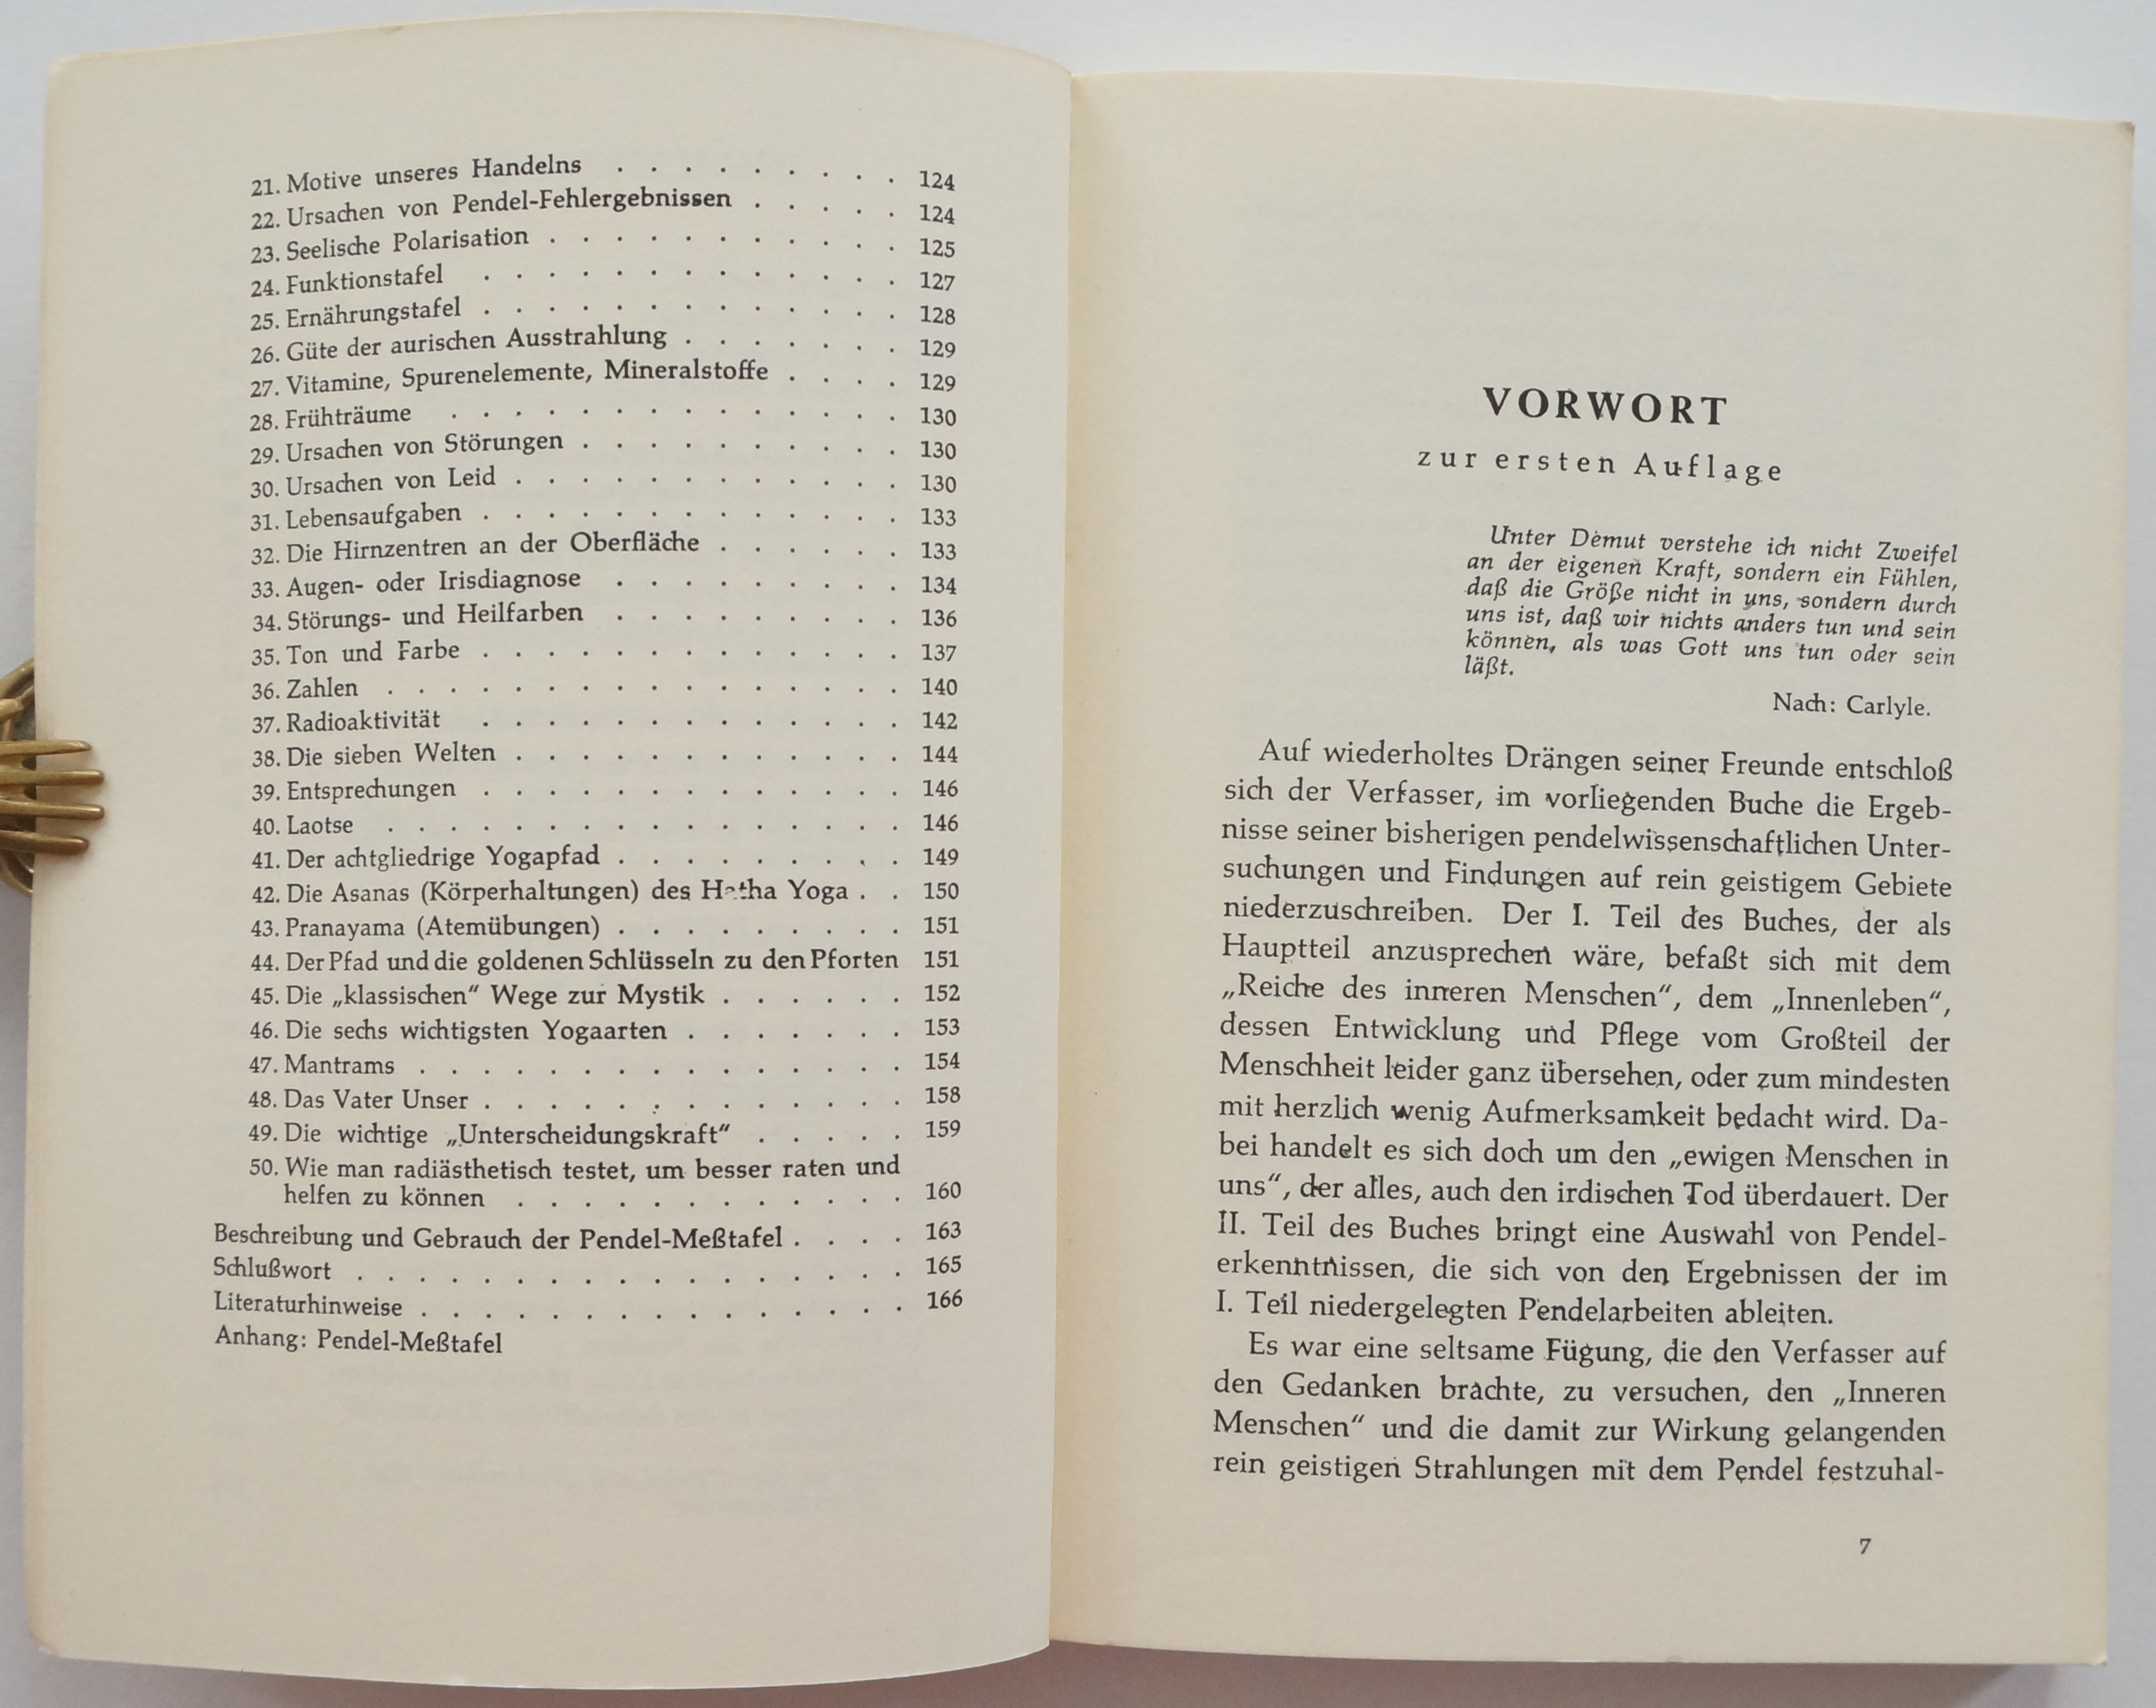 21. Motive unseres Handelns . . . . . . . . . 124
22. Ursachen von Pendel-Fehlergebnissen . . . . . 124
23. Seelische Polarisation . . . . . . . . . . . 125
24. Funktionstafel . . . . . . . . . . . . . 127
25. Ernährungstafel . . . . . . . . . . . . . 128
26. Güte der aurischen Ausstrahlung . . . . . . . 129
27. Vitamine, Spurenelemente, Mineralstoffe . . . . 129
28. Frühträume . . . . . . . . . . . . . . 130
29. Ursachen von Störungen . . . . . . . . . . 130
30. Ursachen von Leid . . . . . . . . . . . . 130
31. Lebensaufgaben . . . . . . . . . . . . . 133
32. Die Hirnzentren an der Oberfläche . . . . . . 133
33. Augen- oder Irisdiagnose . . . . . . . . . 134
34. Störungs- und Heilfarben . . . . . . . . . 136
35. Ton und Farbe . . . . . . . . . . . . . 137
36. Zahlen . . . . . . . . . . . . . . . . 140
37. Radioaktivität . . . . . . . . . . . . . 142
38. Die sieben Welten . . . . . . . . . . . . 144
39. Entsprechungen . . . . . . . . . . . . . 146
40. Laotse . . . . . . . . . . . . . . . . 146
41. Der achtgliedrige Yogapfad . . . . . . . . . 149
42. Die Asanas (Körperhaltungen) des Hatha Yoga . . 150
43. Pranayama (Atemübungen) . . . . . . . . . 151
44. Der Pfad und die goldenen Schlüsseln zu den Pforten 151
45. Die „klassischen“ Wege zur Mystik . . . . . . 152
46. Die sechs wichtigsten Yogaarten . . . . . . . 153
47. Mantrams . . . . . . . . . . . . . . . 154
48. Das Vater Unser . . . . . . . . . . . . . 158
49. Die wichtige „Unterscheidungskraft“ . . . . . 159
50. Wie man radiästhetisch testet, um besser raten und
helfen zu können . . . . . . . . . . . . 160
Beschreibung und Gebrauch der Pendel-Meßtafel . . . . 163
Schlußwort . . . . . . . . . . . . . . . . . 165
Literaturhinweise . . . . . . . . . . . . . . . 166
Anhang: Pendel-Meßtafel
VORWORT
zur ersten Auflage
Unter Demut verstehe ich nicht Zweifel
an der eigenen Kraft, sondern ein Fühlen,
daß die Größe nicht in uns, sondern durch
uns ist, daß wir nichts anders tun und sein
können, als was Gott uns tun oder sein
läßt.
Nach: Carlyle.
Auf wiederholtes Drängen seiner Freunde entschloß
sich der Verfasser, im vorliegenden Buche die Ergeb-
nisse seiner bisherigen pendelwissenschaftlichen Unter-
suchungen und Findungen auf rein geistigem Gebiete
niederzuschreiben. Der I. Teil des Buches, der als
Hauptteil anzusprechen wäre, befaßt sich mit dem
„Reiche des inneren Menschen“, dem „Innenleben“,
dessen Entwicklung und Pflege vom Großteil der
Menschheit leider ganz übersehen, oder zum mindesten
mit herzlich wenig Aufmerksamkeit bedacht wird. Da-
bei handelt es sich doch um den „ewigen Menschen in
uns“, der alles, auch den irdischen Tod überdauert. Der
II. Teil des Buches bringt eine Auswahl von Pendel-
erkenntnissen, die sich von den Ergebnissen der im
I. Teil niedergelegten Pendelarbeiten ableiten.
Es war eine seltsame Fügung, die den Verfasser auf
den Gedanken brachte, zu versuchen, den „Inneren
Menschen“ und die damit zur Wirkung gelangenden
rein geistigen Strahlungen mit dem Pendel festzuhal-
7